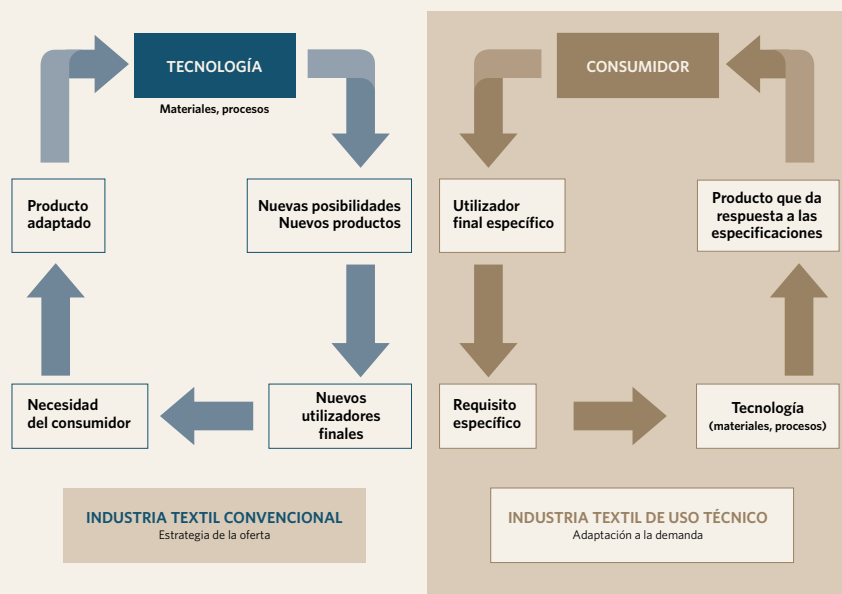 TECNOLOGÍA
Materiales, procesos
Nuevas posibilidades
Nuevos productos
Nuevos
utilizadores
finales
Necesidad
del consumidor
Producto
adaptado
INDUSTRIA TEXTIL CONVENCIONAL
Estrategia de la oferta
CONSUMIDOR
Utilizador
final específico
Requisito
específico
Tecnología
(materiales, procesos)
Producto que da
respuesta a las
especificaciones
INDUSTRIA TEXTIL DE USO TÉCNICO
Adaptación a la demanda